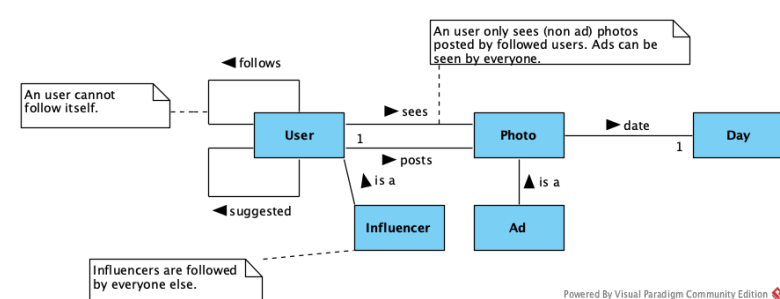 An user only sees (non ad) photos
posted by followed users. Ads can be
seen by everyone.
follows
An user cannot
follow itself.
sees
User
1
Photo
date
1
Day
posts
is a
is a
suggested
Influencer
Ad
Influencers are followed
by everyone else.
Powered By Visual Paradigm Community Edition